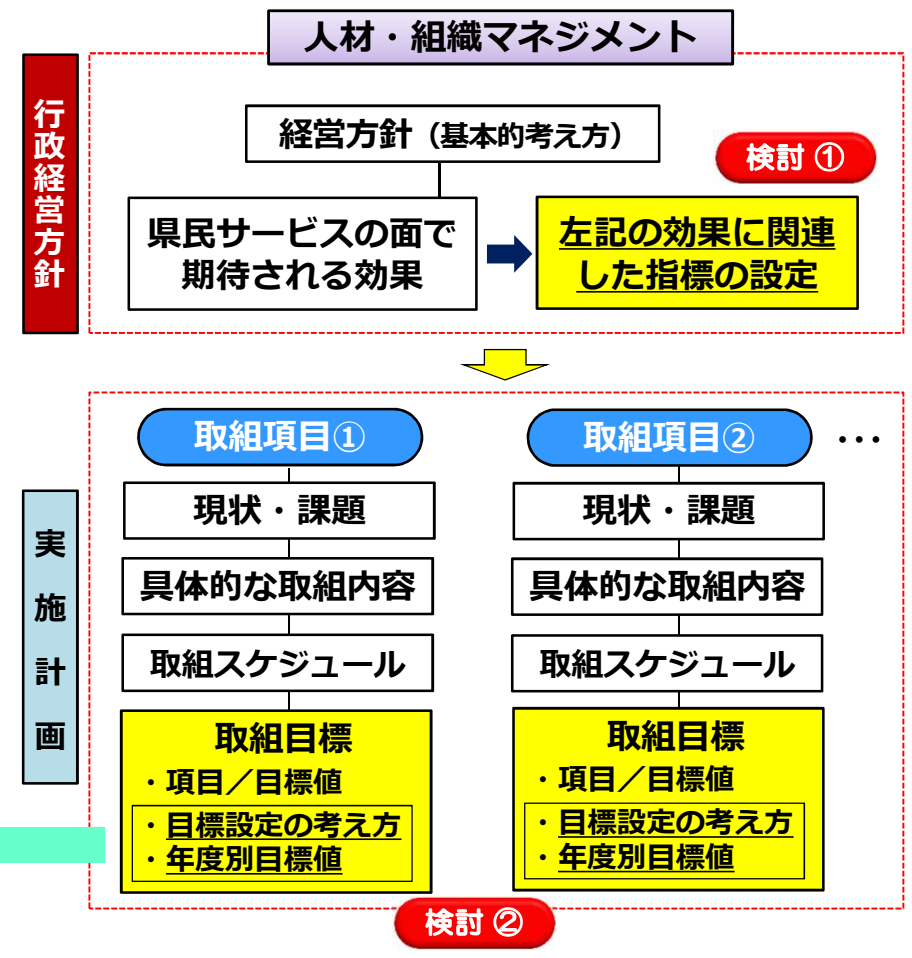 人材・組織マネジメント
行政経営方針
経営方針（基本的考え方）
検討 ①
県民サービスの面で
期待される効果
左記の効果に関連
した指標の設定
実施計画
取組項目①
現状・課題
具体的な取組内容
取組スケジュール
取組目標
・項目／目標値
・目標設定の考え方
・年度別目標値
取組項目②
・・・
現状・課題
具体的な取組内容
取組スケジュール
取組目標
・項目／目標値
・目標設定の考え方
・年度別目標値
検討 ②